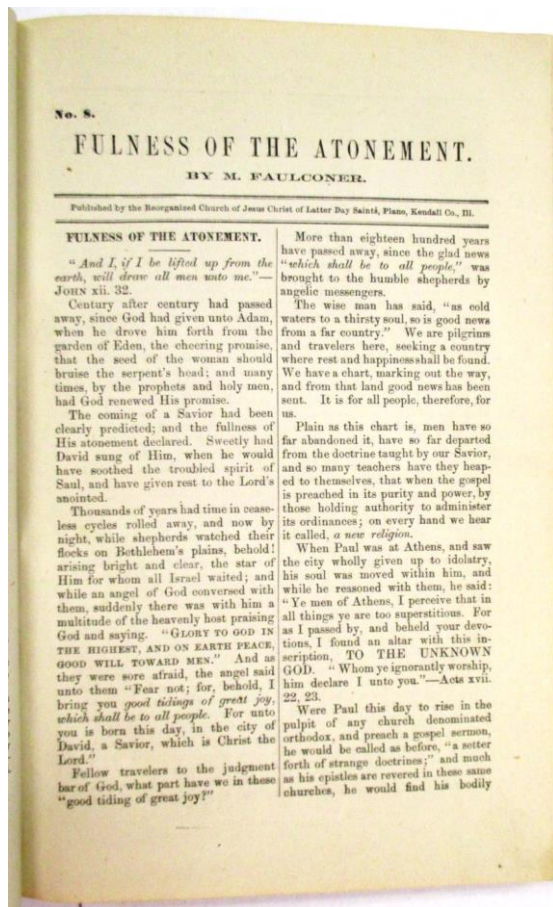 No. 8.
FULNESS OF THE ATONEMENT.
BY M. FAULCONER.
Published by the Reorganized Church of Jesus Christ of Latter Day Saints, Plano, Kendall Co., Ill.
FULNESS OF THE ATONEMENT.
"And I, if I be lifted up from the
earth, will draw all men unto me."—
JOHN xii. 32.
Century after century had passed
away, since God had given unto Adam,
when he drove him forth from the
garden of Eden, the cheering promise,
that the seed of the woman should
bruise the serpent's head; and many
times, by the prophets and holy men,
had God renewed His promise.
The coming of a Savior had been
clearly predicted; and the fullness of
His atonement declared. Sweetly had
David sung of Him, when he would
have soothed the troubled spirit of
Saul, and have given rest to the Lord's
anointed.
Thousands of years had time in cease-
less cycles rolled away, and now by
night, while shepherds watched their
flocks on Bethlehem's plains, behold!
arising bright and clear, the star of
Him for whom all Israel waited; and
while an angel of God conversed with
them, suddenly there was with him a
multitude of the heavenly host praising
God and saying. "GLORY TO GOD IN
THE HIGHEST, AND ON EARTH PEACE,
GOOD WILL TOWARD MEN." And as
they were sore afraid, the angel said
unto them "Fear not; for, behold, I
bring you good tidings of great joy,
which shall be to all people. For unto
you is born this day, in the city of
David, a Savior, which is Christ the
Lord."
Fellow travelers to the judgment
bar of God, what part have we in these
"good tiding of great joy?"
More than eighteen hundred years
have passed away, since the glad news
"which shall be to all people," was
brought to the humble shepherds by
angelic messengers.
The wise man has said, "as cold
waters to a thirsty soul, so is good news
from a far country." We are pilgrims
and travelers here, seeking a country
where rest and happiness shall be found.
We have a chart, marking out the way,
and from that land good news has been
sent. It is for all people, therefore, for
us.
Plain as this chart is, men have so
far abandoned it, have so far departed
from the doctrine taught by our Savior,
and so many teachers have they heap-
ed to themselves, that when the gospel
is preached in its purity and power, by
those holding authority to administer
its ordinances; on every hand we hear
it called, a new religion.
When Paul was at Athens, and saw
the city wholly given up to idolatry,
his soul was moved within him, and
while he reasoned with them, he said:
"Ye men of Athens, I perceive that in
all things ye are too superstitious. For
as I passed by, and beheld your devo-
tions, I found an altar with this in-
scription, TO THE UNKNOWN
GOD. "Whom ye ignorantly worship,
him declare I unto you."—Acts xvii.
22, 23.
Were Paul this day to rise in the
pulpit of any church denominated
orthodox, and preach a gospel sermon,
he would be called as before, "a setter
forth of strange doctrines;" and much
as his epistles are revered in these same
churches, he would find his bodily